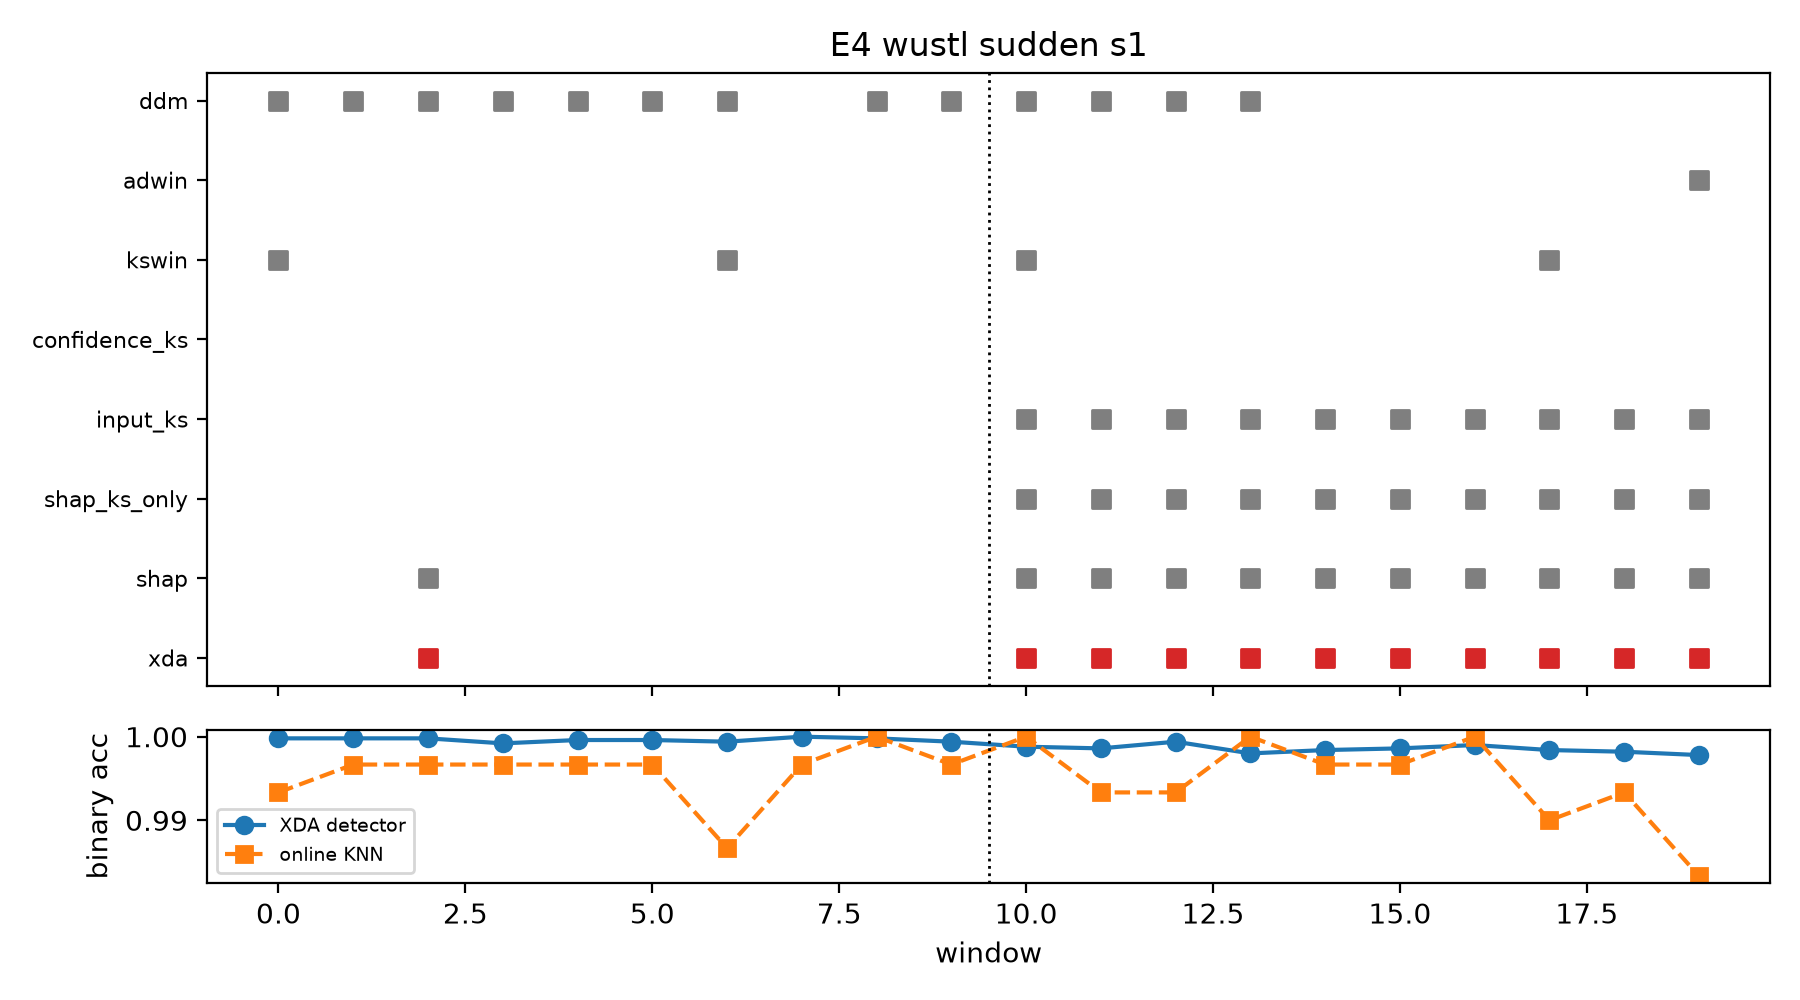 E4 wustl sudden s1
ddm
adwin
kswin
confidence_ks
input_ks
shap_ks_only
shap
xda
binary acc
1.00
0.99
XDA detector
online KNN
0.0 2.5 5.0 7.5 10.0 12.5 15.0 17.5
window